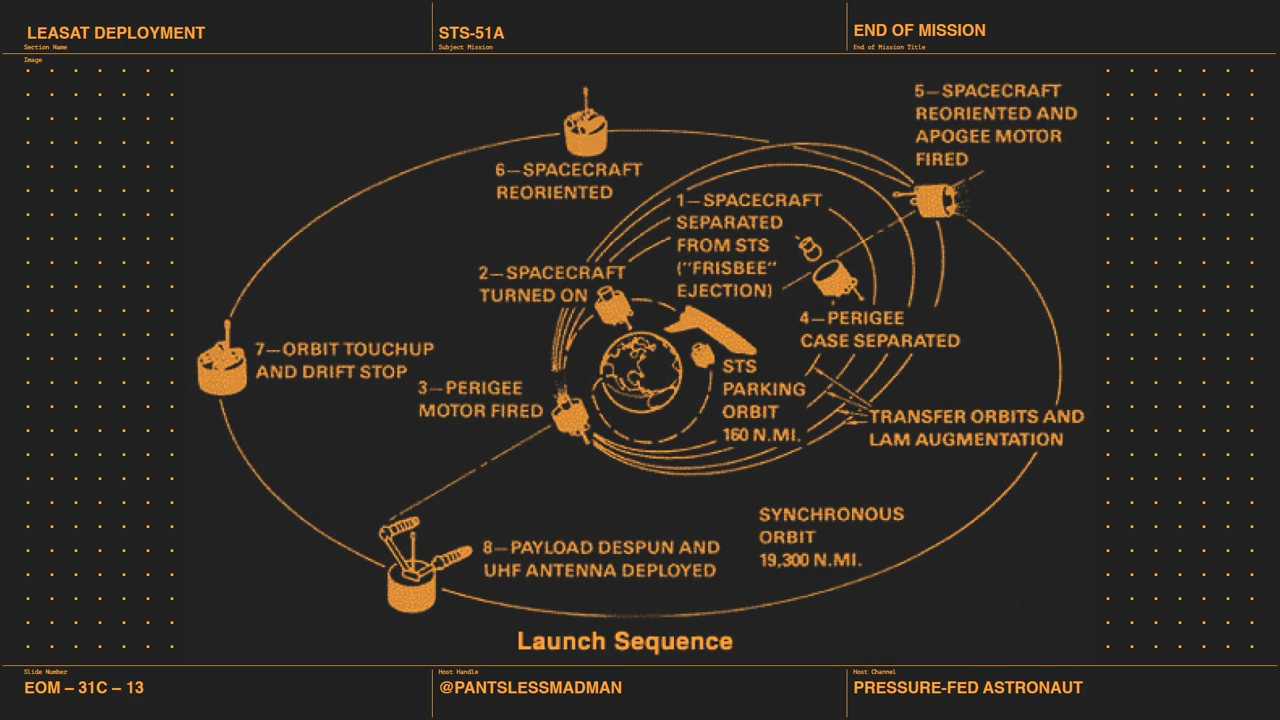 LEASAT DEPLOYMENT
Section Name
STS-51A
Subject Mission
END OF MISSION
End of Mission Title
Image
5—SPACECRAFT
REORIENTED AND
APOGEE MOTOR
FIRED
6—SPACECRAFT
REORIENTED
1—SPACECRAFT
SEPARATED
FROM STS
("FRISBEE"
EJECTION)
2—SPACECRAFT
TURNED ON
4—PERIGEE
CASE SEPARATED
7—ORBIT TOUCHUP
AND DRIFT STOP
3—PERIGEE
MOTOR FIRED
STS
PARKING
ORBIT
160 N.MI.
TRANSFER ORBITS AND
LAM AUGMENTATION
SYNCHRONOUS
ORBIT
19,300 N.MI.
8—PAYLOAD DESPUN AND
UHF ANTENNA DEPLOYED
Launch Sequence
Slide Number
EOM – 31C – 13
Host Handle
@PANTSLESSMADMAN
Host Channel
PRESSURE-FED ASTRONAUT